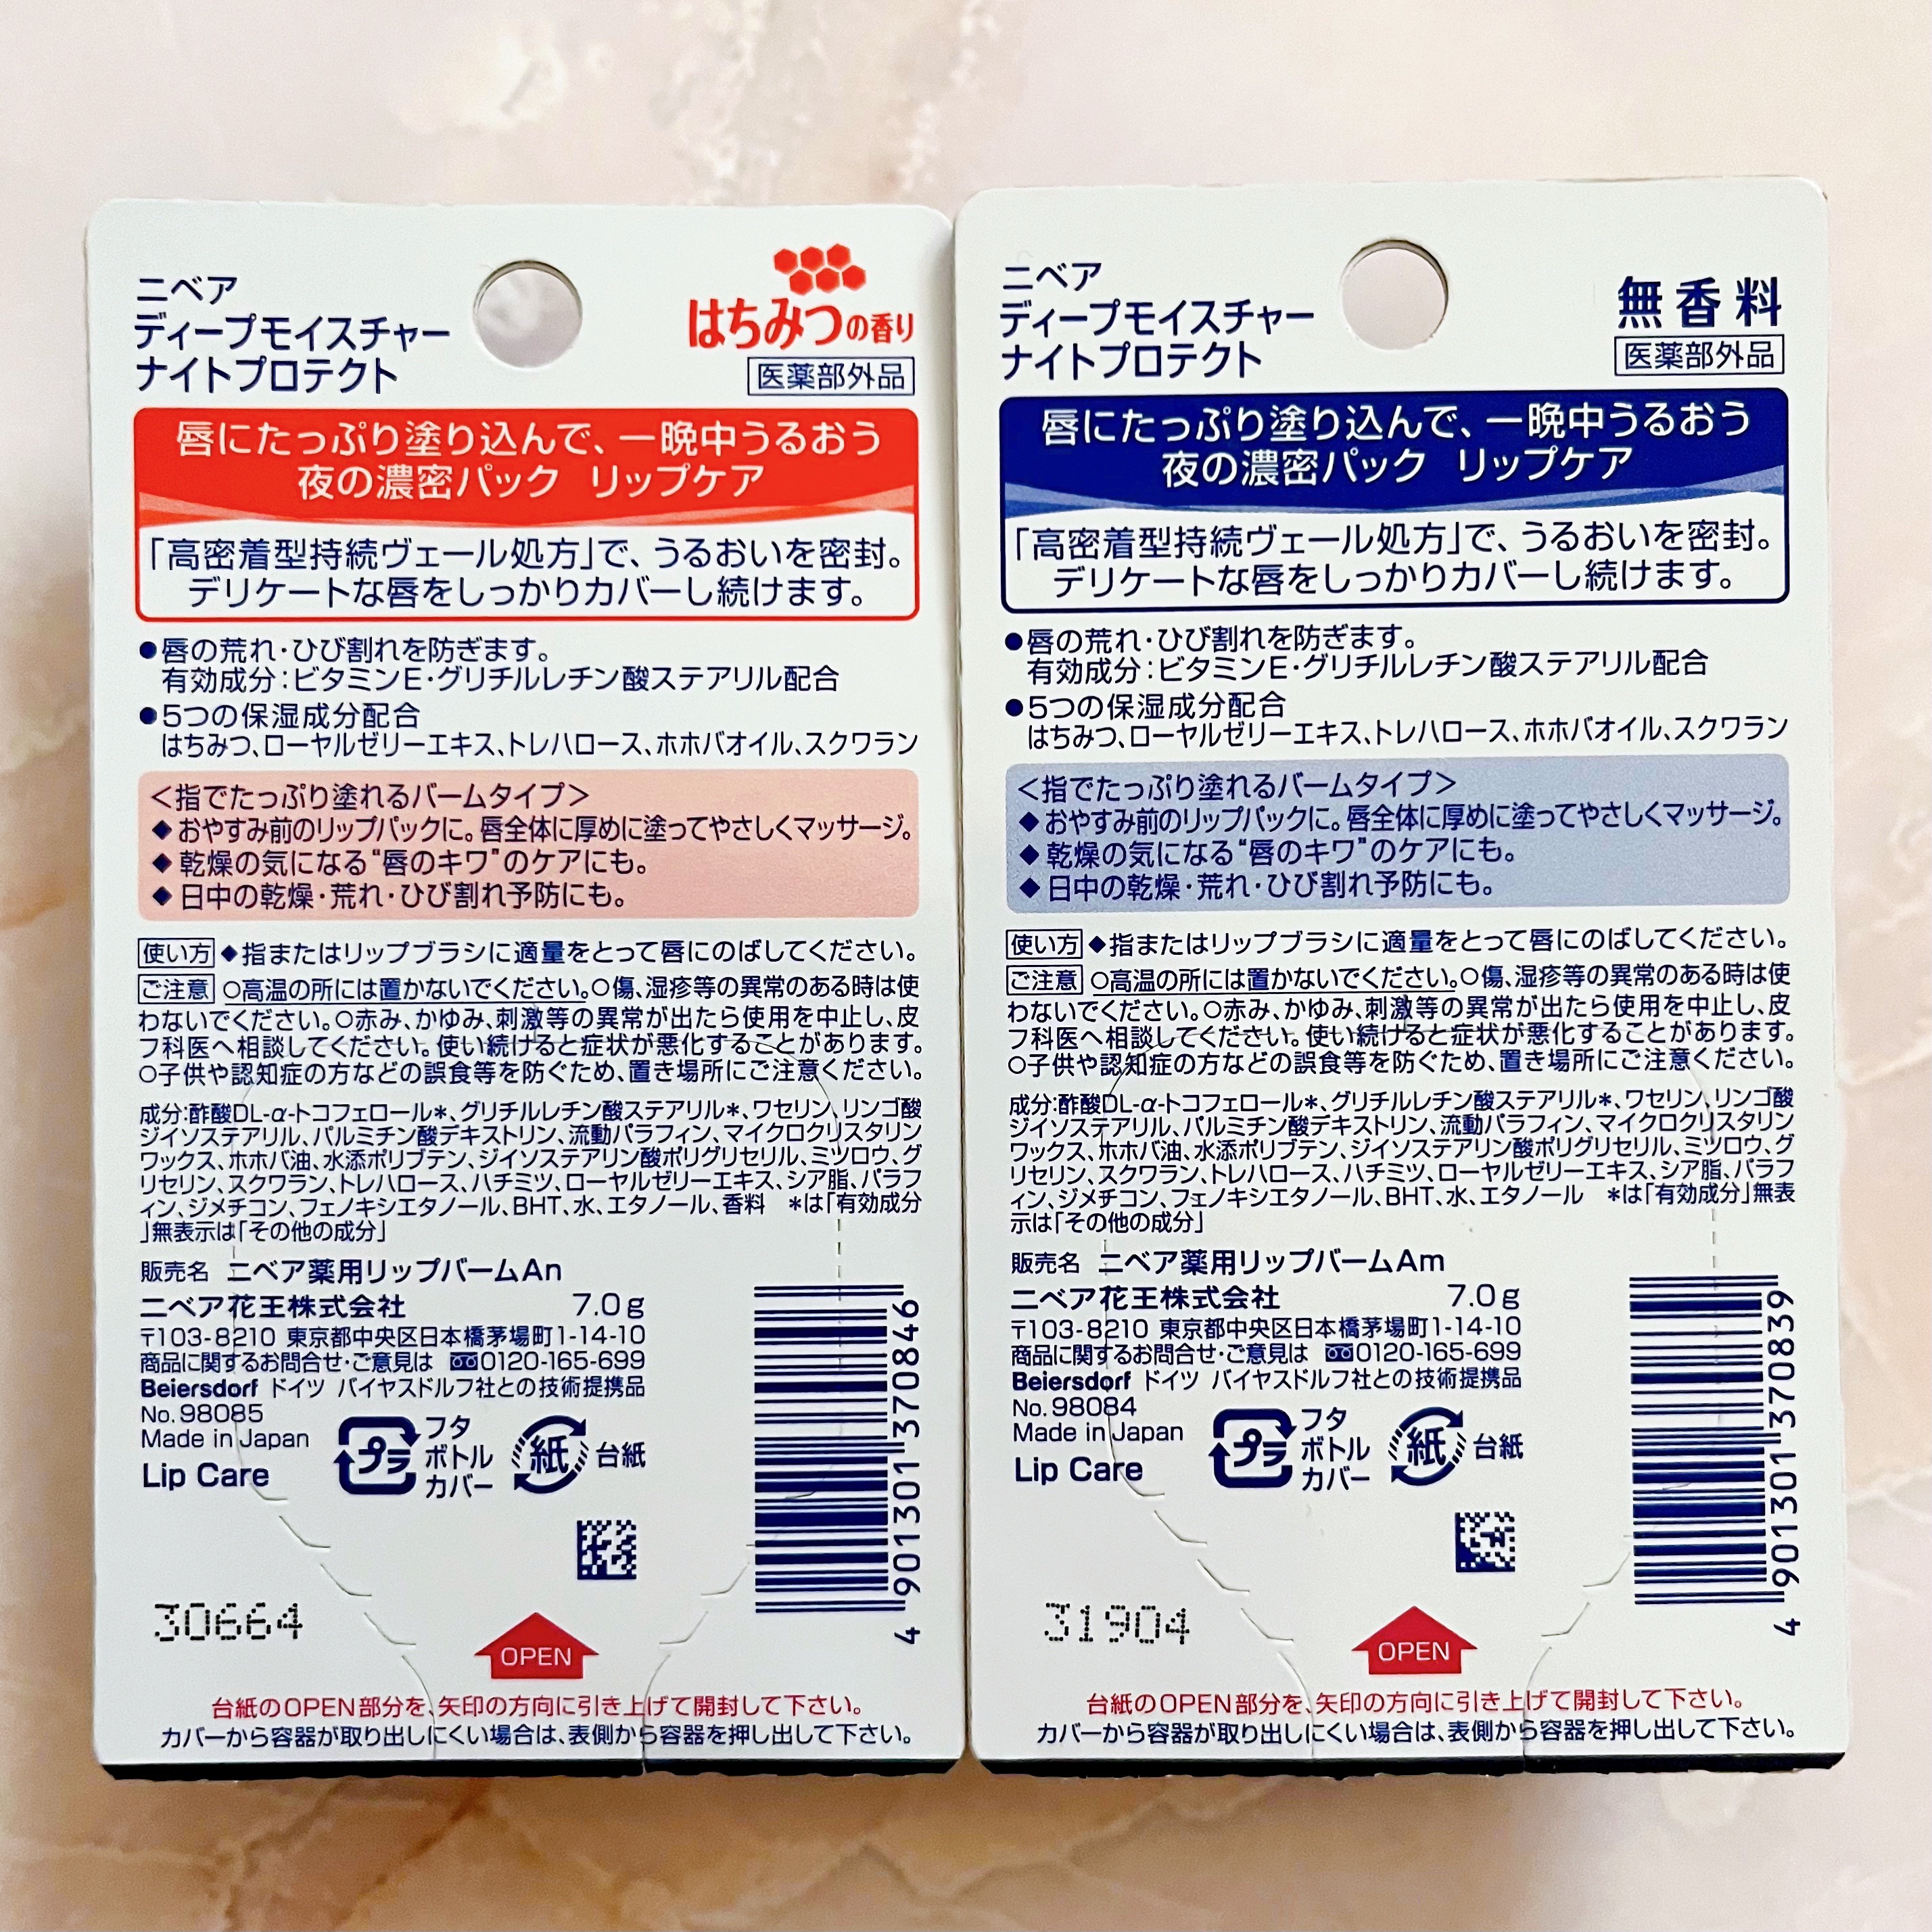 ニベア
ディープモイスチャー
ナイトプロテクト
はちみつの香り
医薬部外品
唇にたっぷり塗り込んで、一晩中うるおう
夜の濃密パック リップケア
「高密着型持続ヴェール処方」で、うるおいを密封。
デリケートな唇をしっかりカバーし続けます。
●唇の荒れ・ひび割れを防ぎます。
有効成分:ビタミンE・グリチルレチン酸ステアリル配合
●5つの保湿成分配合
はちみつ、ローヤルゼリーエキス、トレハロース、ホホバオイル、スクワラン
＜指でたっぷり塗れるバームタイプ＞
◆おやすみ前のリップパックに。唇全体に厚めに塗ってやさしくマッサージ。
◆乾燥の気になる“唇のキワ”のケアにも。
◆日中の乾燥・荒れ・ひび割れ予防にも。
使い方 ◆指またはリップブラシに適量をとって唇にのばしてください。
ご注意 ○高温の所には置かないでください。○傷、湿疹等の異常のある時は使
わないでください。○赤み、かゆみ、刺激等の異常が出たら使用を中止し、皮
フ科医へ相談してください。使い続けると症状が悪化することがあります。
○子供や認知症の方などの誤食等を防ぐため、置き場所にご注意ください。
成分:酢酸DL-α-トコフェロール*、グリチルレチン酸ステアリル*、ワセリン、リンゴ酸
ジイソステアリル、パルミチン酸デキストリン、流動パラフィン、マイクロクリスタリン
ワックス、ホホバ油、水添ポリブテン、ジイソステアリン酸ポリグリセリル、ミツロウ、グ
リセリン、スクワラン、トレハロース、ハチミツ、ローヤルゼリーエキス、シア脂、パラフ
ィン、ジメチコン、フェノキシエタノール、BHT、水、エタノール、香料 *は「有効成分
」無表示は「その他の成分」
販売名 ニベア薬用リップバームAn
ニベア花王株式会社 7.0g
〒103-8210 東京都中央区日本橋茅場町1-14-10
商品に関するお問合せ・ご意見は 0120-165-699
Beiersdorf ドイツ バイヤスドルフ社との技術提携品
No.98085
Made in Japan
Lip Care
プラ
フタ
ボトル
カバー
紙
台紙
4 901301 370846
30664
OPEN
台紙のOPEN部分を、矢印の方向に引き上げて開封して下さい。
カバーから容器が取り出しにくい場合は、表側から容器を押し出して下さい。
ニベア
ディープモイスチャー
ナイトプロテクト
無香料
医薬部外品
唇にたっぷり塗り込んで、一晩中うるおう
夜の濃密パック リップケア
「高密着型持続ヴェール処方」で、うるおいを密封。
デリケートな唇をしっかりカバーし続けます。
●唇の荒れ・ひび割れを防ぎます。
有効成分:ビタミンE・グリチルレチン酸ステアリル配合
●5つの保湿成分配合
はちみつ、ローヤルゼリーエキス、トレハロース、ホホバオイル、スクワラン
＜指でたっぷり塗れるバームタイプ＞
◆おやすみ前のリップパックに。唇全体に厚めに塗ってやさしくマッサージ。
◆乾燥の気になる“唇のキワ”のケアにも。
◆日中の乾燥・荒れ・ひび割れ予防にも。
使い方 ◆指またはリップブラシに適量をとって唇にのばしてください。
ご注意 ○高温の所には置かないでください。○傷、湿疹等の異常のある時は使
わないでください。○赤み、かゆみ、刺激等の異常が出たら使用を中止し、皮
フ科医へ相談してください。使い続けると症状が悪化することがあります。
○子供や認知症の方などの誤食等を防ぐため、置き場所にご注意ください。
成分:酢酸DL-α-トコフェロール*、グリチルレチン酸ステアリル*、ワセリン、リンゴ酸
ジイソステアリル、パルミチン酸デキストリン、流動パラフィン、マイクロクリスタリン
ワックス、ホホバ油、水添ポリブテン、ジイソステアリン酸ポリグリセリル、ミツロウ、グ
リセリン、スクワラン、トレハロース、ハチミツ、ローヤルゼリーエキス、シア脂、パラフ
ィン、ジメチコン、フェノキシエタノール、BHT、水、エタノール *は「有効成分」無表
示は「その他の成分」
販売名 ニベア薬用リップバームAm
ニベア花王株式会社 7.0g
〒103-8210 東京都中央区日本橋茅場町1-14-10
商品に関するお問合せ・ご意見は 0120-165-699
Beiersdorf ドイツ バイヤスドルフ社との技術提携品
No.98084
Made in Japan
Lip Care
プラ
フタ
ボトル
カバー
紙
台紙
4 901301 370839
31904
OPEN
台紙のOPEN部分を、矢印の方向に引き上げて開封して下さい。
カバーから容器が取り出しにくい場合は、表側から容器を押し出して下さい。